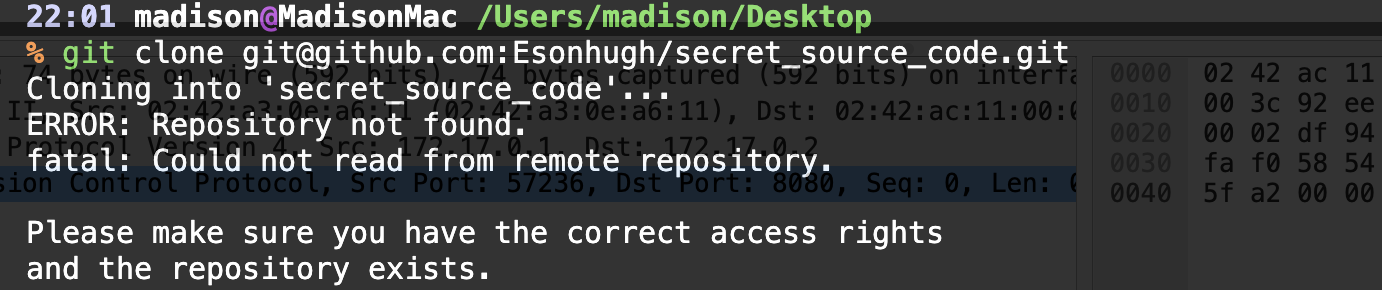 22:01 madison@MadisonMac /Users/madison/Desktop
% git clone git@github.com:Esonhugh/secret_source_code.git
: 74 bytes on wire (592 bits), 74 bytes captured (592 bits) on interfa
Cloning into 'secret_source_code'...
II, Src: 02:42:a3:0e:a6:11 (02:42:a3:0e:a6:11), Dst: 02:42:ac:11:00:0
ERROR: Repository not found.
Protocol Version 4, Src: 172.17.0.1, Dst: 172.17.0.2
fatal: Could not read from remote repository.
sion Control Protocol, Src Port: 57236, Dst Port: 8080, Seq: 0, Len: 0
Please make sure you have the correct access rights
and the repository exists.
0000 02 42 ac 11
0010 00 3c 92 ee
0020 00 02 df 94
0030 fa f0 58 54
0040 5f a2 00 00